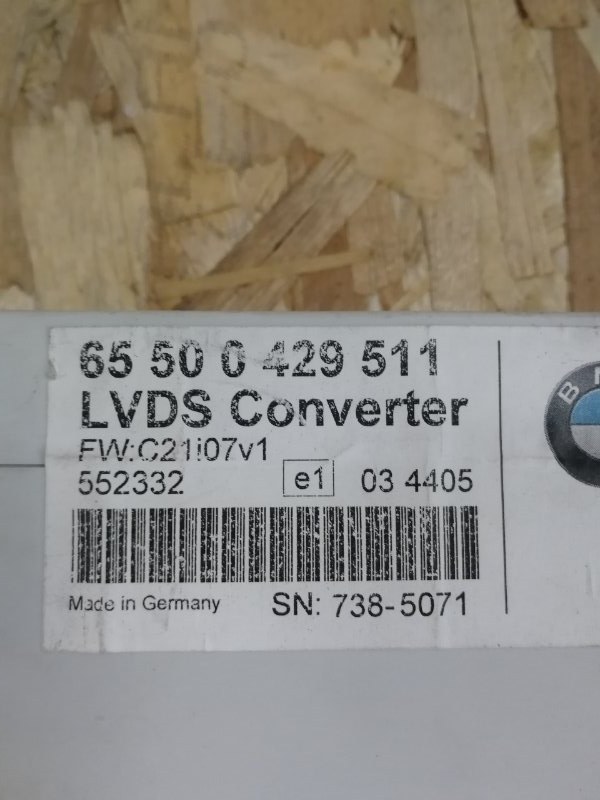 65 50 0 429 511
LVDS Converter
FW:C21i07v1
552332 e1 03 4405
Made in Germany SN: 738-5071
B